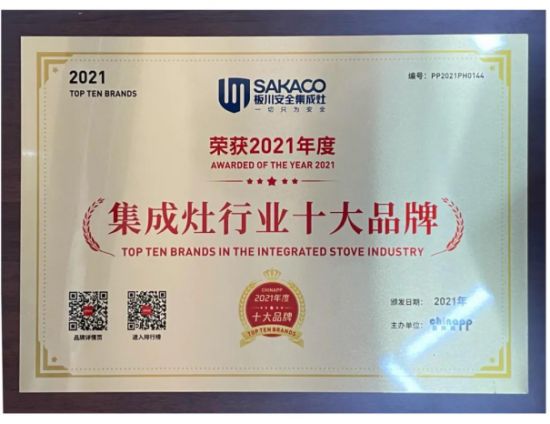 2021
TOP TEN BRANDS
SAKACO
板川安全集成灶
一切只为安全
编号：PP2021PH0144
荣获2021年度
AWARDED OF THE YEAR 2021
集成灶行业十大品牌
TOP TEN BRANDS IN THE INTEGRATED STOVE INDUSTRY
CHINAPP
2021年度
十大品牌
TOP TEN BRANDS
品牌详情页
进入排行榜
颁发日期：2021年
主办单位：chinapp